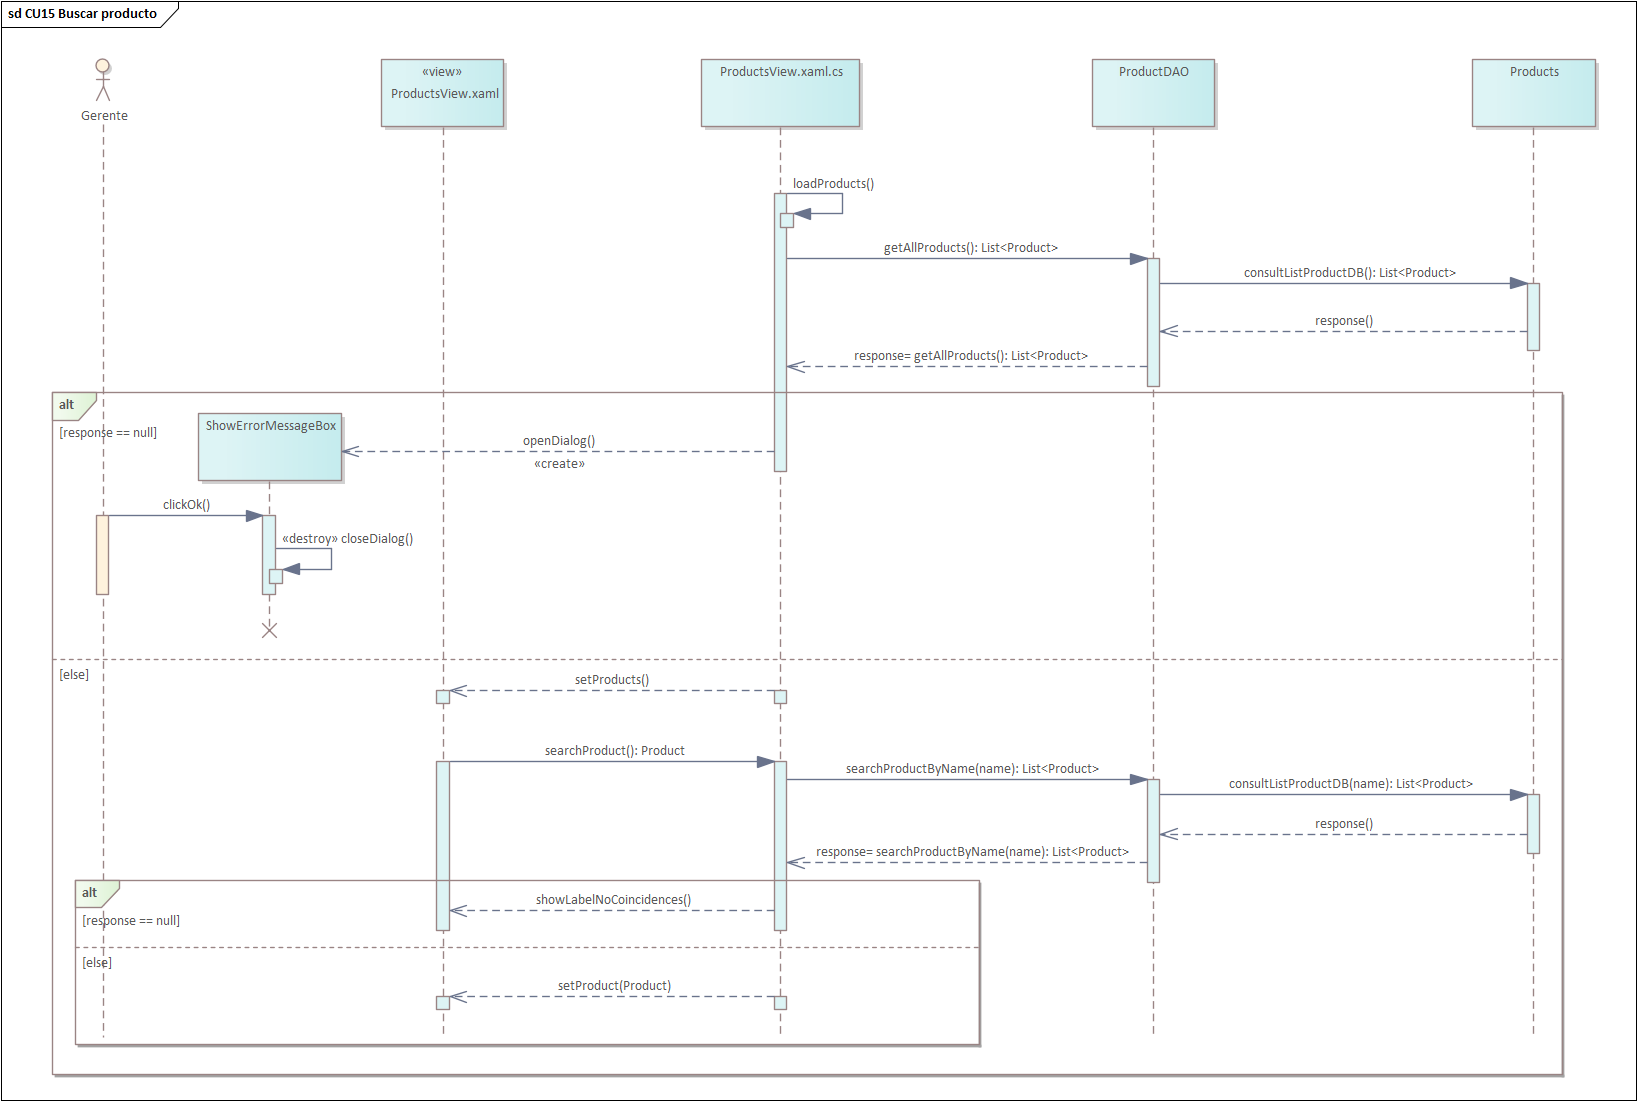 sd CU15 Buscar producto
Gerente
«view»
ProductsView.xaml
ProductsView.xaml.cs
ProductDAO
Products
loadProducts()
getAllProducts(): List<Product>
consultListProductDB(): List<Product>
response()
response= getAllProducts(): List<Product>
alt
[response == null]
ShowErrorMessageBox
openDialog()
«create»
clickOk()
«destroy» closeDialog()
[else]
setProducts()
searchProduct(): Product
searchProductByName(name): List<Product>
consultListProductDB(name): List<Product>
response()
response= searchProductByName(name): List<Product>
alt
[response == null]
showLabelNoCoincidences()
[else]
setProduct(Product)